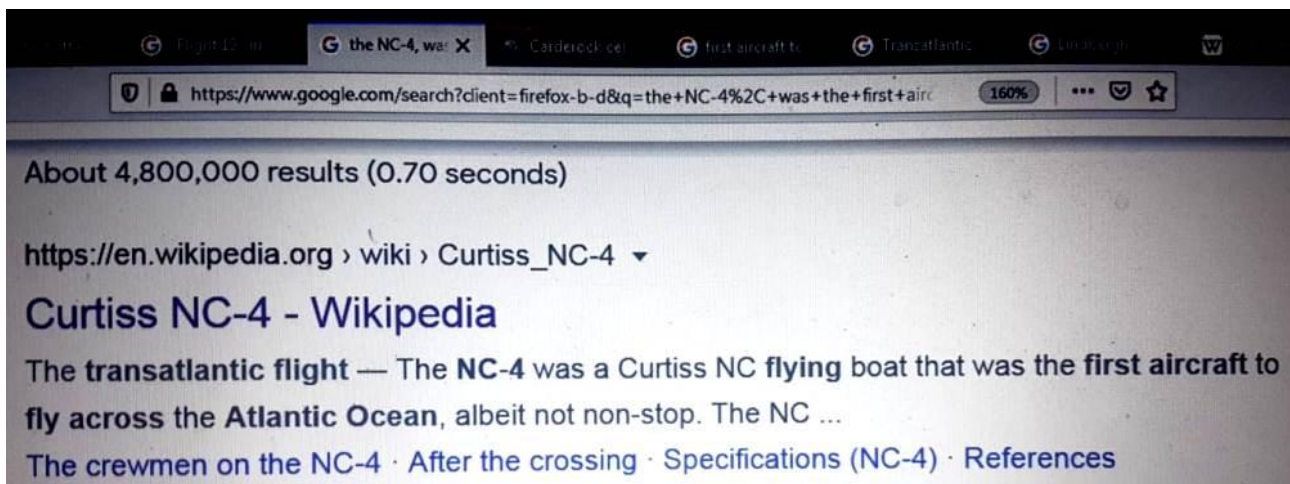 the NC-4, wa: Carderock cel first aircraft to Transatlantic
https://www.google.com/search?client=firefox-b-d&q=the+NC-4%2C+was+the+first+airc 160%
About 4,800,000 results (0.70 seconds)
https://en.wikipedia.org › wiki › Curtiss_NC-4
Curtiss NC-4 - Wikipedia
The transatlantic flight — The NC-4 was a Curtiss NC flying boat that was the first aircraft to
fly across the Atlantic Ocean, albeit not non-stop. The NC ...
The crewmen on the NC-4 · After the crossing · Specifications (NC-4) · References